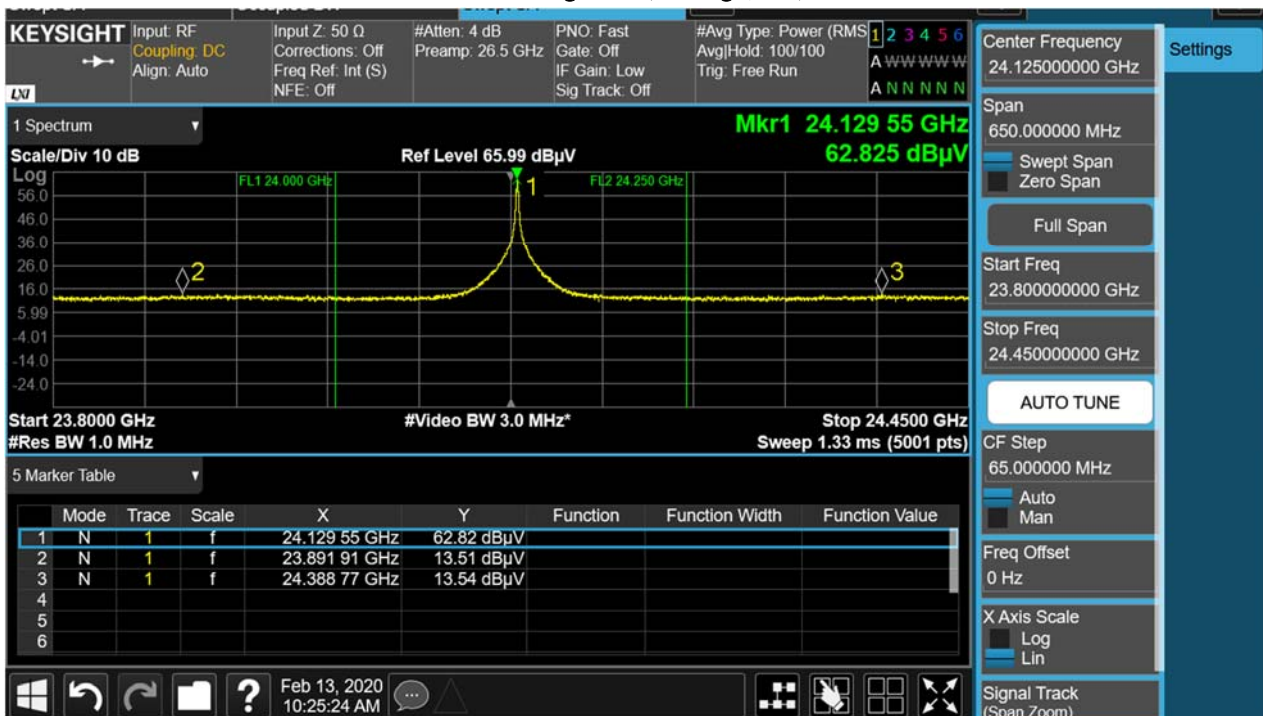 KEYSIGHT Input: RF Input Z: 50 Ω #Atten: 4 dB PNO: Fast #Avg Type: Power (RMS 1 2 3 4 5 6
Coupling: DC Corrections: Off Preamp: 26.5 GHz Gate: Off Avg|Hold: 100/100 A W W W W W
Align: Auto Freq Ref: Int (S) IF Gain: Low Trig: Free Run
LXI NFE: Off Sig Track: Off A N N N N N
1 Spectrum
Mkr1 24.129 55 GHz
Scale/Div 10 dB Ref Level 65.99 dBµV 62.825 dBµV
Log
FL1 24.000 GHz 1 FL2 24.250 GHz
56.0
46.0
36.0
26.0
2 3
16.0
5.99
-4.01
-14.0
-24.0
Start 23.8000 GHz #Video BW 3.0 MHz* Stop 24.4500 GHz
#Res BW 1.0 MHz Sweep 1.33 ms (5001 pts)
5 Marker Table
Mode Trace Scale X Y Function Function Width Function Value
1 N 1 f 24.129 55 GHz 62.82 dBµV
2 N 1 f 23.891 91 GHz 13.51 dBµV
3 N 1 f 24.388 77 GHz 13.54 dBµV
4
5
6
? Feb 13, 2020
10:25:24 AM
Center Frequency
24.125000000 GHz
Settings
Span
650.000000 MHz
Swept Span
Zero Span
Full Span
Start Freq
23.800000000 GHz
Stop Freq
24.450000000 GHz
AUTO TUNE
CF Step
65.000000 MHz
Auto
Man
Freq Offset
0 Hz
X Axis Scale
Log
Lin
Signal Track
(Span Zoom)